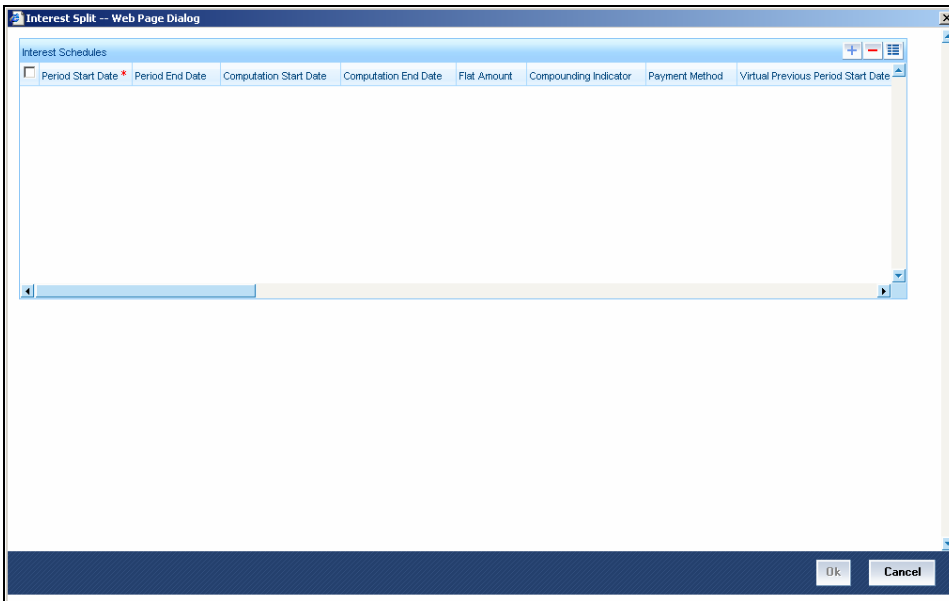 Interest Split -- Web Page Dialog
Interest Schedules
Period Start Date * Period End Date Computation Start Date Computation End Date Flat Amount Compounding Indicator Payment Method Virtual Previous Period Start Date
Ok Cancel